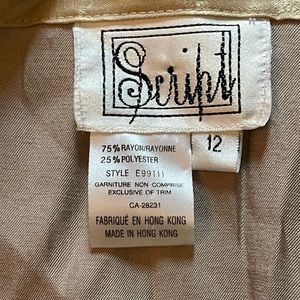 Script
12
75% RAYON/RAYONNE
25% POLYESTER
STYLE E99111
GARNITURE NON COMPRISE
EXCLUSIVE OF TRIM
CA-28231
FABRIQUÉ EN HONG KONG
MADE IN HONG KONG